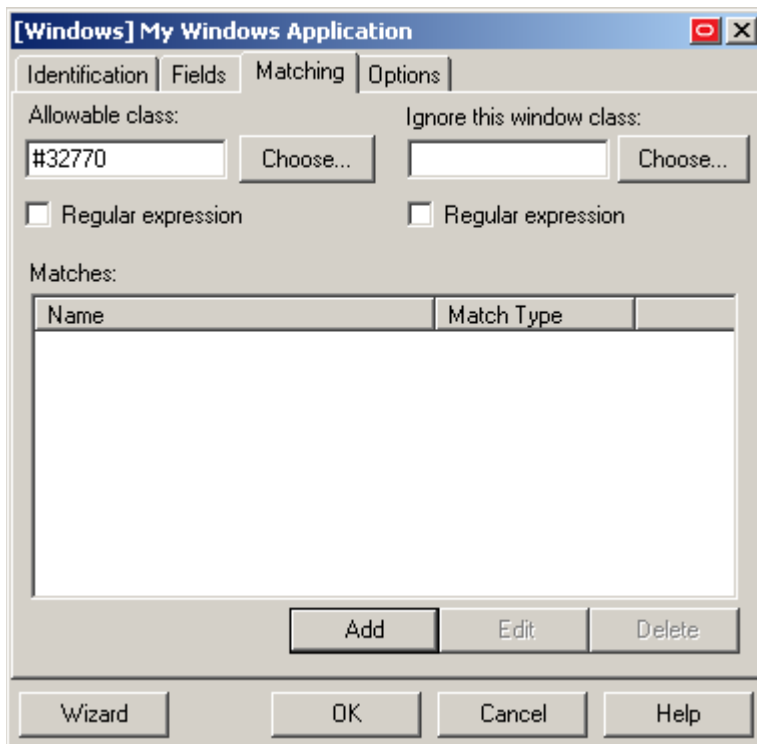 [Windows] My Windows Application
Identification Fields Matching Options
Allowable class: Ignore this window class:
#32770 Choose... Choose...
Regular expression Regular expression
Matches:
Name Match Type
Add Edit Delete
Wizard OK Cancel Help